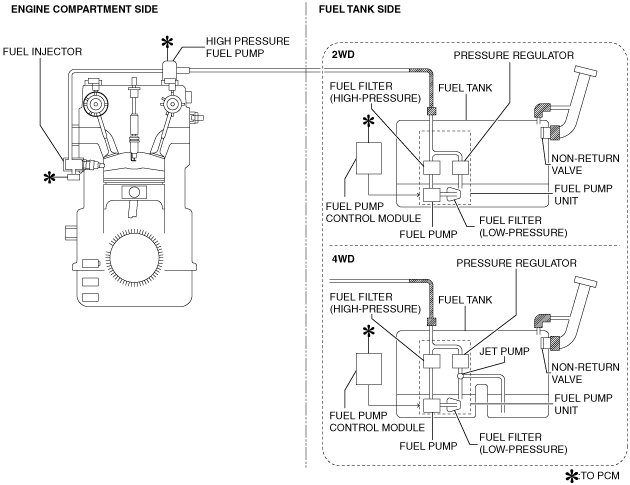 ENGINE COMPARTMENT SIDE
FUEL TANK SIDE
FUEL INJECTOR
✱
HIGH PRESSURE
FUEL PUMP
✱
2WD
PRESSURE REGULATOR
FUEL FILTER
(HIGH-PRESSURE)
FUEL TANK
✱
NON-RETURN
VALVE
FUEL PUMP
UNIT
FUEL PUMP
CONTROL MODULE
FUEL FILTER
(LOW-PRESSURE)
FUEL PUMP
4WD
PRESSURE REGULATOR
FUEL FILTER
(HIGH-PRESSURE)
FUEL TANK
✱
JET PUMP
NON-RETURN
VALVE
FUEL PUMP
UNIT
FUEL PUMP
CONTROL MODULE
FUEL FILTER
(LOW-PRESSURE)
FUEL PUMP
✱:TO PCM